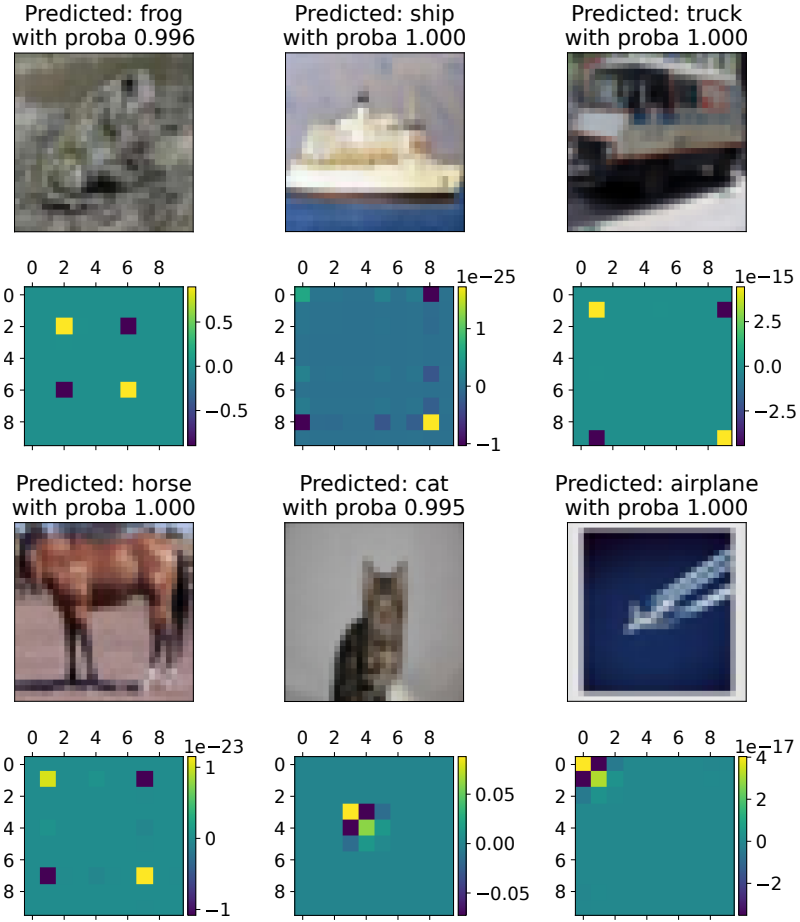 Predicted: frog
with proba 0.996
Predicted: ship
with proba 1.000
Predicted: truck
with proba 1.000
0 2 4 6 8
0
2
4
6
8
0.5
0.0
−0.5
0 2 4 6 8
0
2
4
6
8
1e−25
1
0
−1
0 2 4 6 8
0
2
4
6
8
1e−15
2.5
0.0
−2.5
Predicted: horse
with proba 1.000
Predicted: cat
with proba 0.995
Predicted: airplane
with proba 1.000
0 2 4 6 8
0
2
4
6
8
1e−23
1
0
−1
0 2 4 6 8
0
2
4
6
8
0.05
0.00
−0.05
0 2 4 6 8
0
2
4
6
8
1e−17
4
2
0
−2